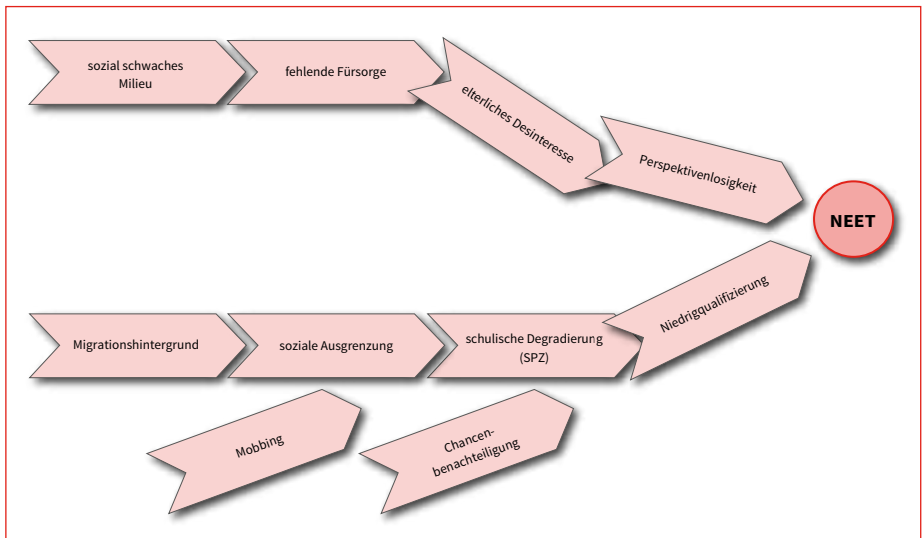 sozial schwaches
Milieu
fehlende Fürsorge
elterliches Desinteresse
Perspektivenlosigkeit
NEET
Niedrigqualifizierung
Migrationshintergrund
soziale Ausgrenzung
schulische Degradierung
(SPZ)
Mobbing
Chancen-
benachteiligung